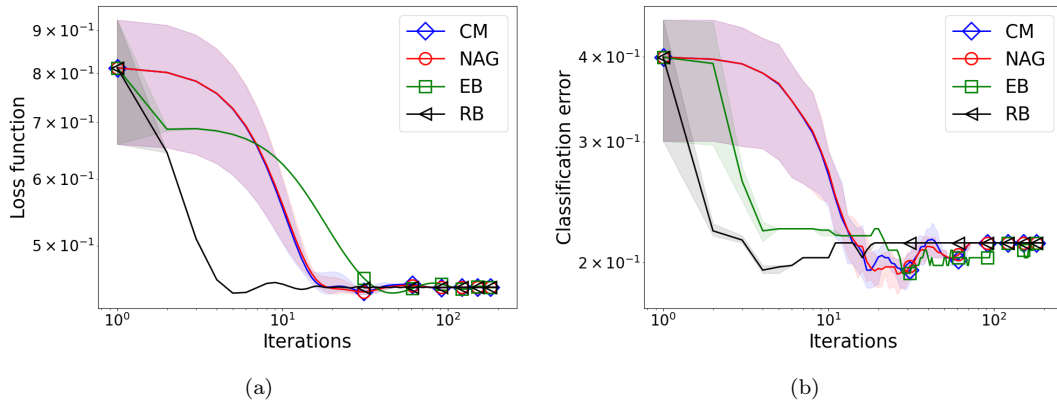 9 × 10⁻¹
8 × 10⁻¹
7 × 10⁻¹
6 × 10⁻¹
5 × 10⁻¹
Loss function
10⁰
10¹
10²
Iterations
CM
NAG
EB
RB
(a)
4 × 10⁻¹
3 × 10⁻¹
2 × 10⁻¹
Classification error
10⁰
10¹
10²
Iterations
CM
NAG
EB
RB
(b)